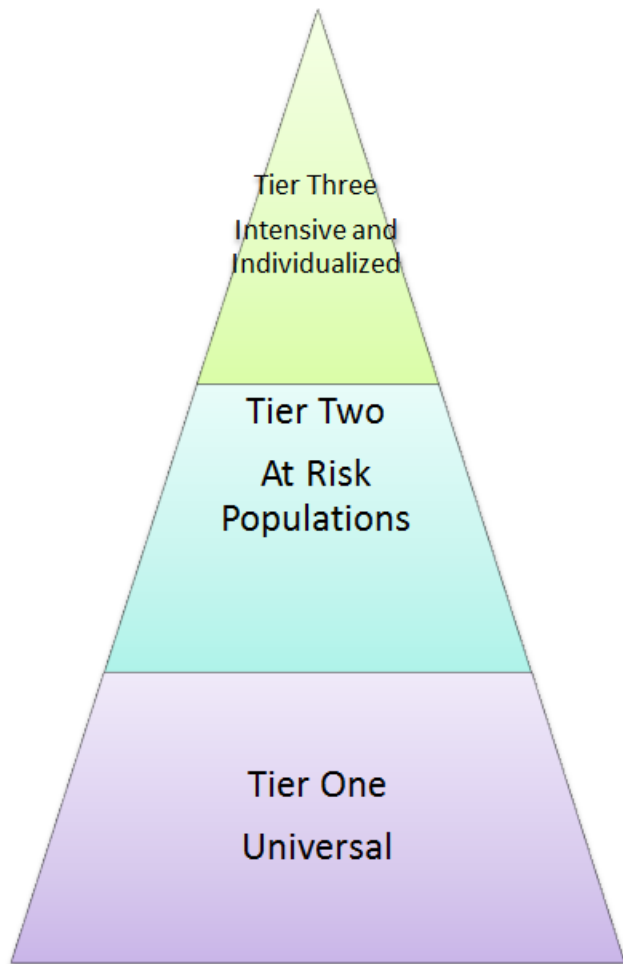 Tier Three
Intensive and
Individualized
Tier Two
At Risk
Populations
Tier One
Universal